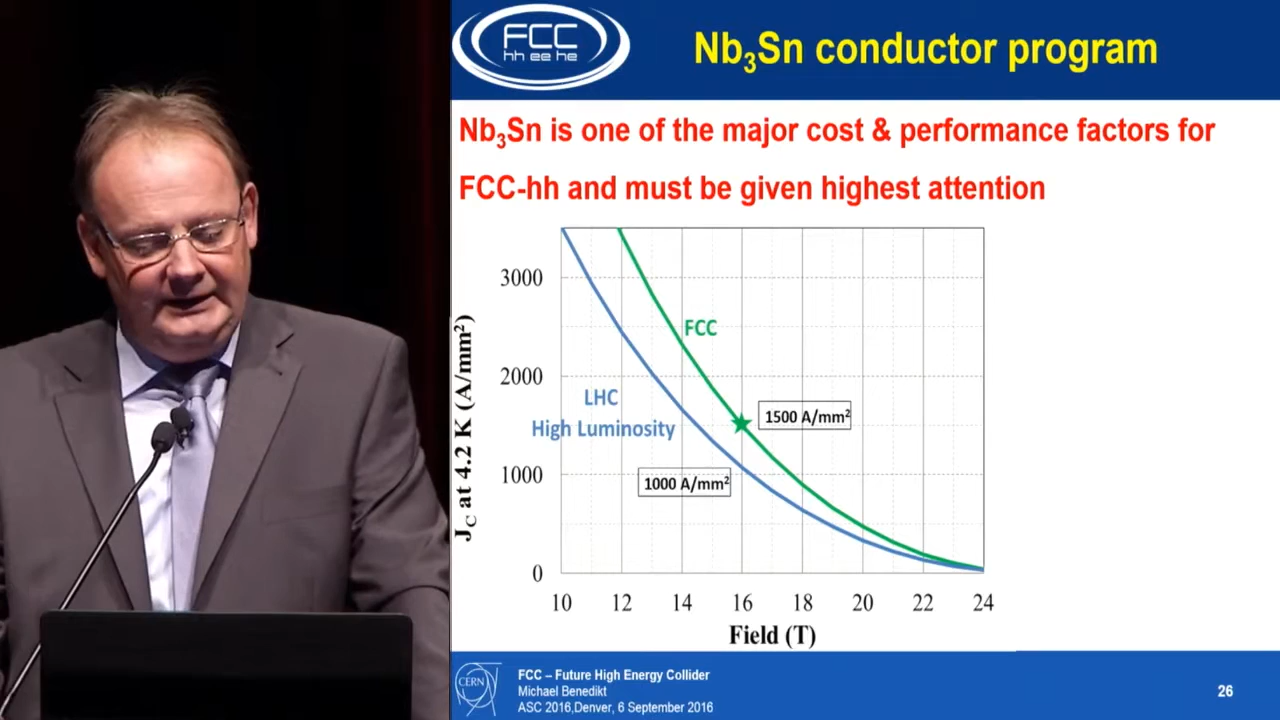 FCC
hh ee he
Nb₃Sn conductor program
Nb₃Sn is one of the major cost & performance factors for
FCC-hh and must be given highest attention
J_C at 4.2 K (A/mm²)
3000
2000
1000
0
FCC
LHC
High Luminosity
1500 A/mm²
1000 A/mm²
10 12 14 16 18 20 22 24
Field (T)
CERN
FCC – Future High Energy Collider
Michael Benedikt
ASC 2016,Denver, 6 September 2016
26